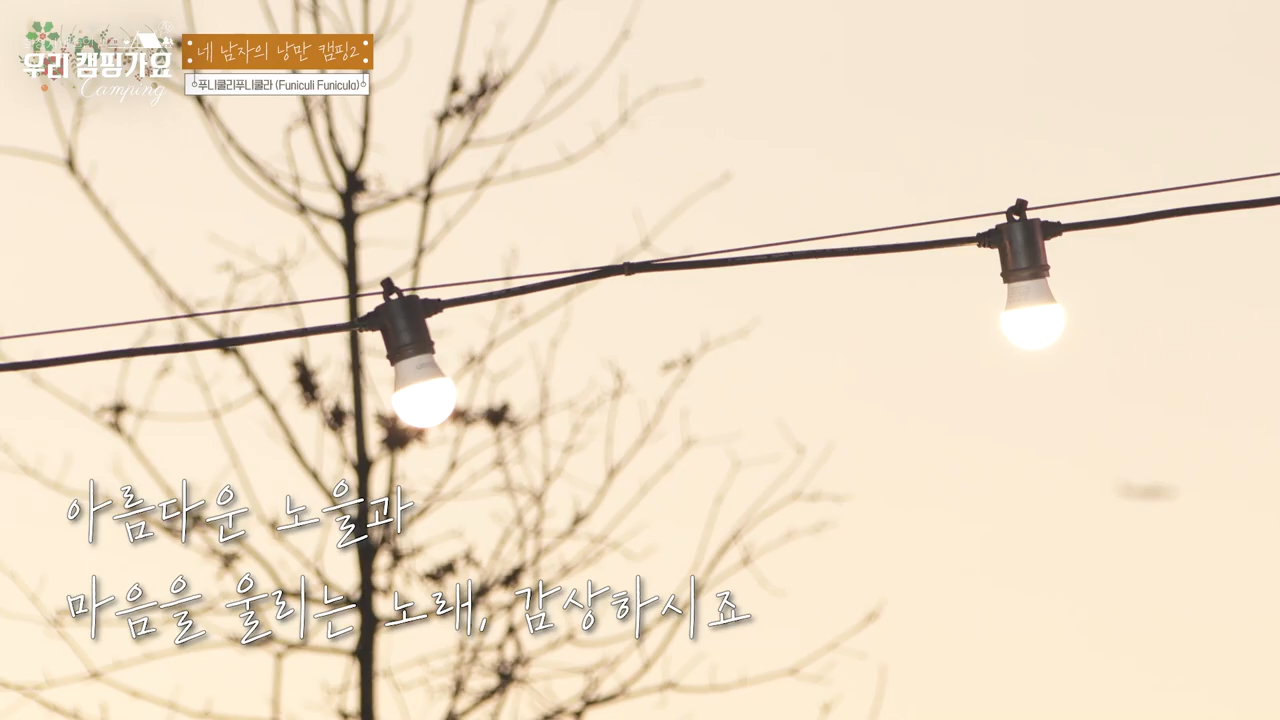 우리 캠핑가요
Camping
네 남자의 낭만 캠핑2
푸니쿨리푸니쿨라 (Funiculi Funicula)
아름다운 노을과
마음을 울리는 노래, 감상하시죠